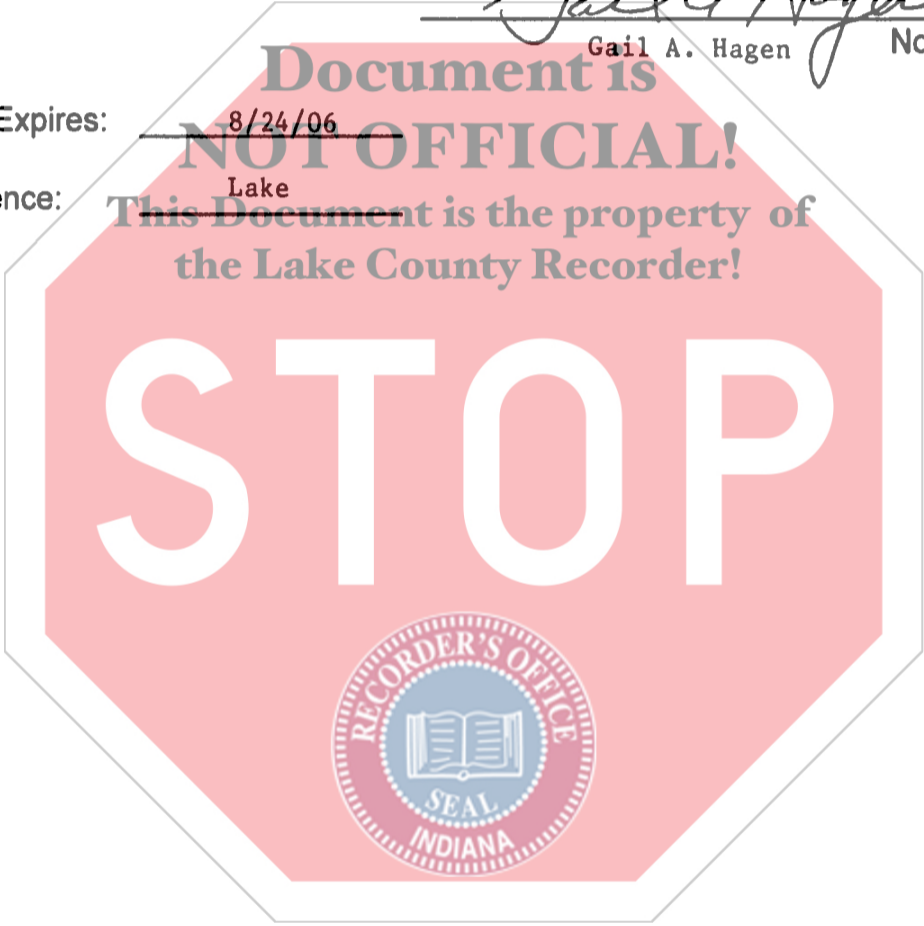 Gail A. Hagen No
Document is
Expires: 8/24/06
NOT OFFICIAL!
ence: Lake
This Document is the property of
the Lake County Recorder!
STOP
RECORDER'S OFFICE
SEAL
INDIANA